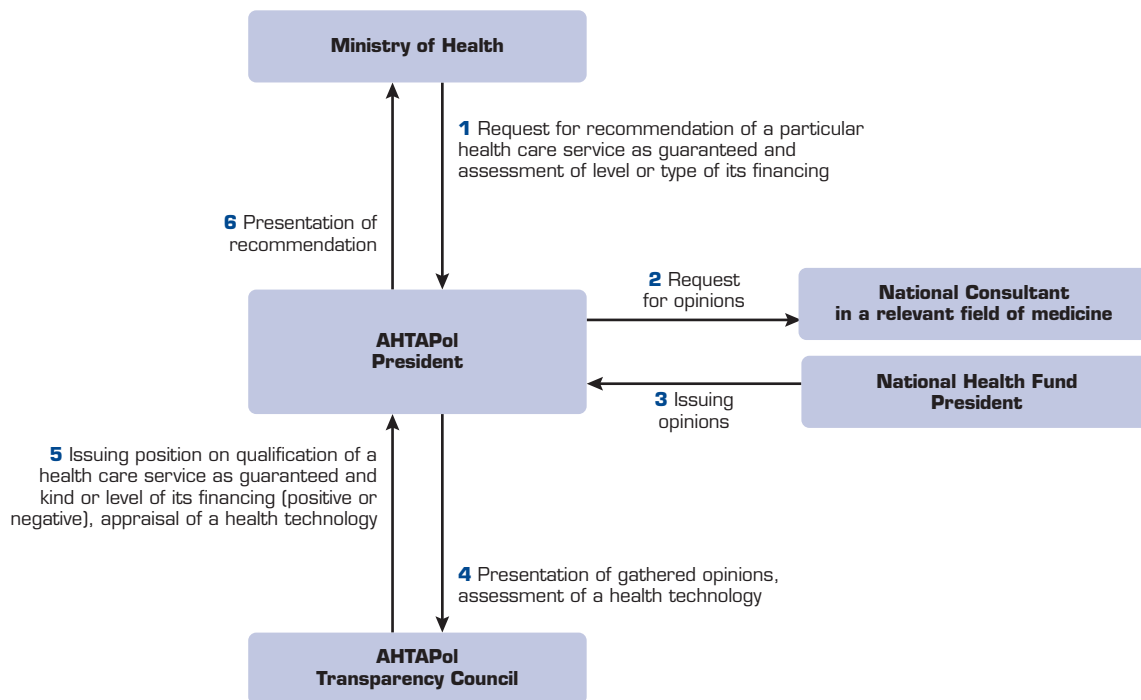 Ministry of Health
1 Request for recommendation of a particular
health care service as guaranteed and
assessment of level or type of its financing
6 Presentation of
recommendation
2 Request
for opinions
National Consultant
in a relevant field of medicine
AHTAPol
President
National Health Fund
President
3 Issuing
opinions
5 Issuing position on qualification of a
health care service as guaranteed and
kind or level of its financing (positive or
negative), appraisal of a health technology
4 Presentation of gathered opinions,
assessment of a health technology
AHTAPol
Transparency Council